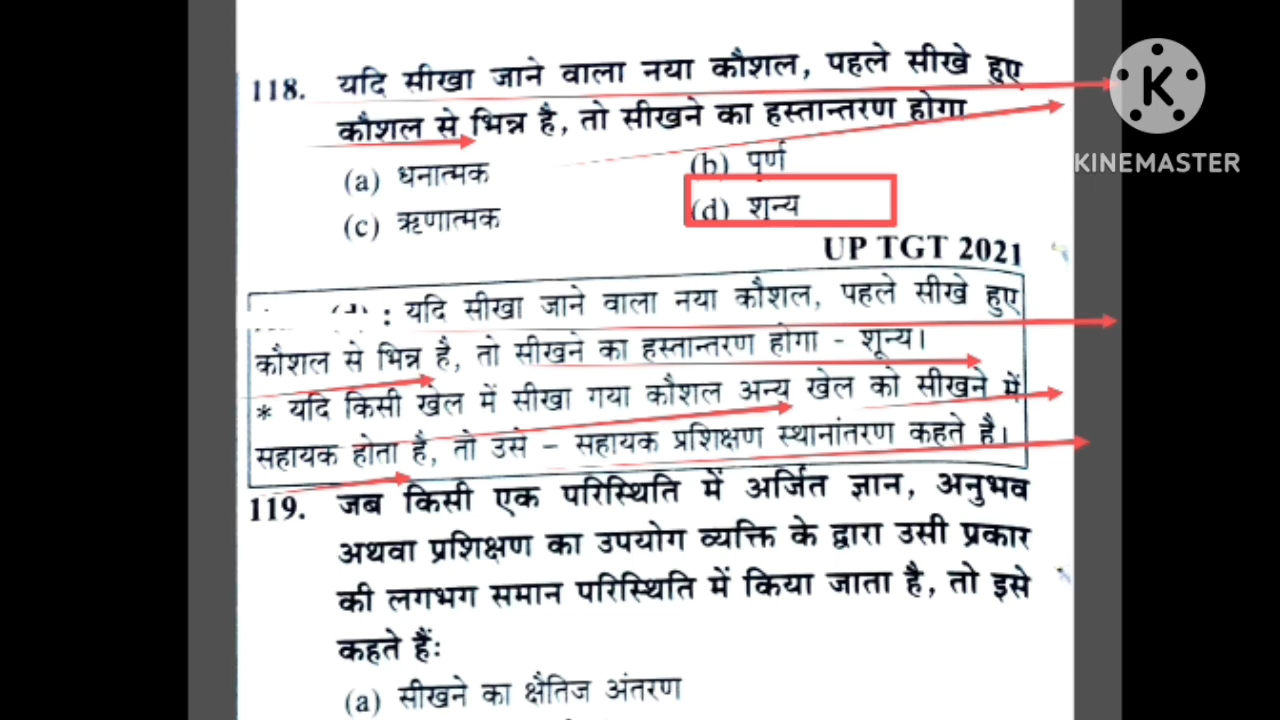 118. यदि सीखा जाने वाला नया कौशल, पहले सीखे हुए
कौशल से भिन्न है, तो सीखने का हस्तान्तरण होगा
(a) धनात्मक (b) पूर्ण
(c) ऋणात्मक (d) शून्य
UP TGT 2021
(d) : यदि सीखा जाने वाला नया कौशल, पहले सीखे हुए
कौशल से भिन्न है, तो सीखने का हस्तान्तरण होगा - शून्य।
* यदि किसी खेल में सीखा गया कौशल अन्य खेल को सीखने में
सहायक होता है, तो उसे – सहायक प्रशिक्षण स्थानांतरण कहते है।
119. जब किसी एक परिस्थिति में अर्जित ज्ञान, अनुभव
अथवा प्रशिक्षण का उपयोग व्यक्ति के द्वारा उसी प्रकार
की लगभग समान परिस्थिति में किया जाता है, तो इसे
कहते हैं:
(a) सीखने का क्षैतिज अंतरण
K
KINEMASTER